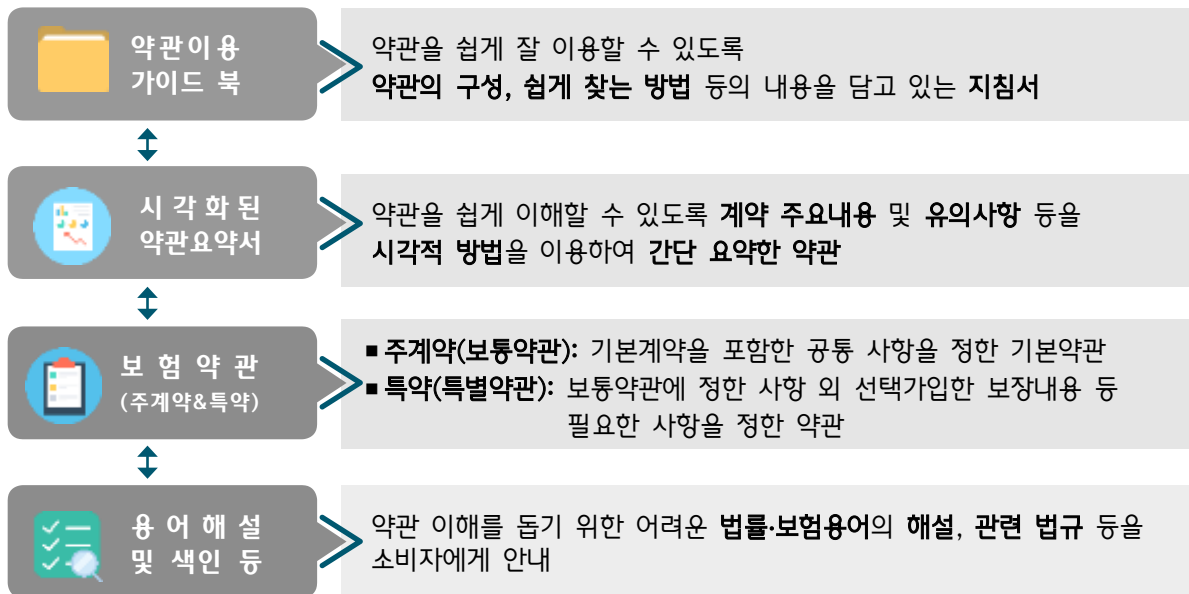 약관이용
가이드 북
약관을 쉽게 잘 이용할 수 있도록
약관의 구성, 쉽게 찾는 방법 등의 내용을 담고 있는 지침서
시각화된
약관요약서
약관을 쉽게 이해할 수 있도록 계약 주요내용 및 유의사항 등을
시각적 방법을 이용하여 간단 요약한 약관
보험약관
(주계약&특약)
▪ 주계약(보통약관): 기본계약을 포함한 공통 사항을 정한 기본약관
▪ 특약(특별약관): 보통약관에 정한 사항 외 선택가입한 보장내용 등
필요한 사항을 정한 약관
용어해설
및 색인 등
약관 이해를 돕기 위한 어려운 법률·보험용어의 해설, 관련 법규 등을
소비자에게 안내